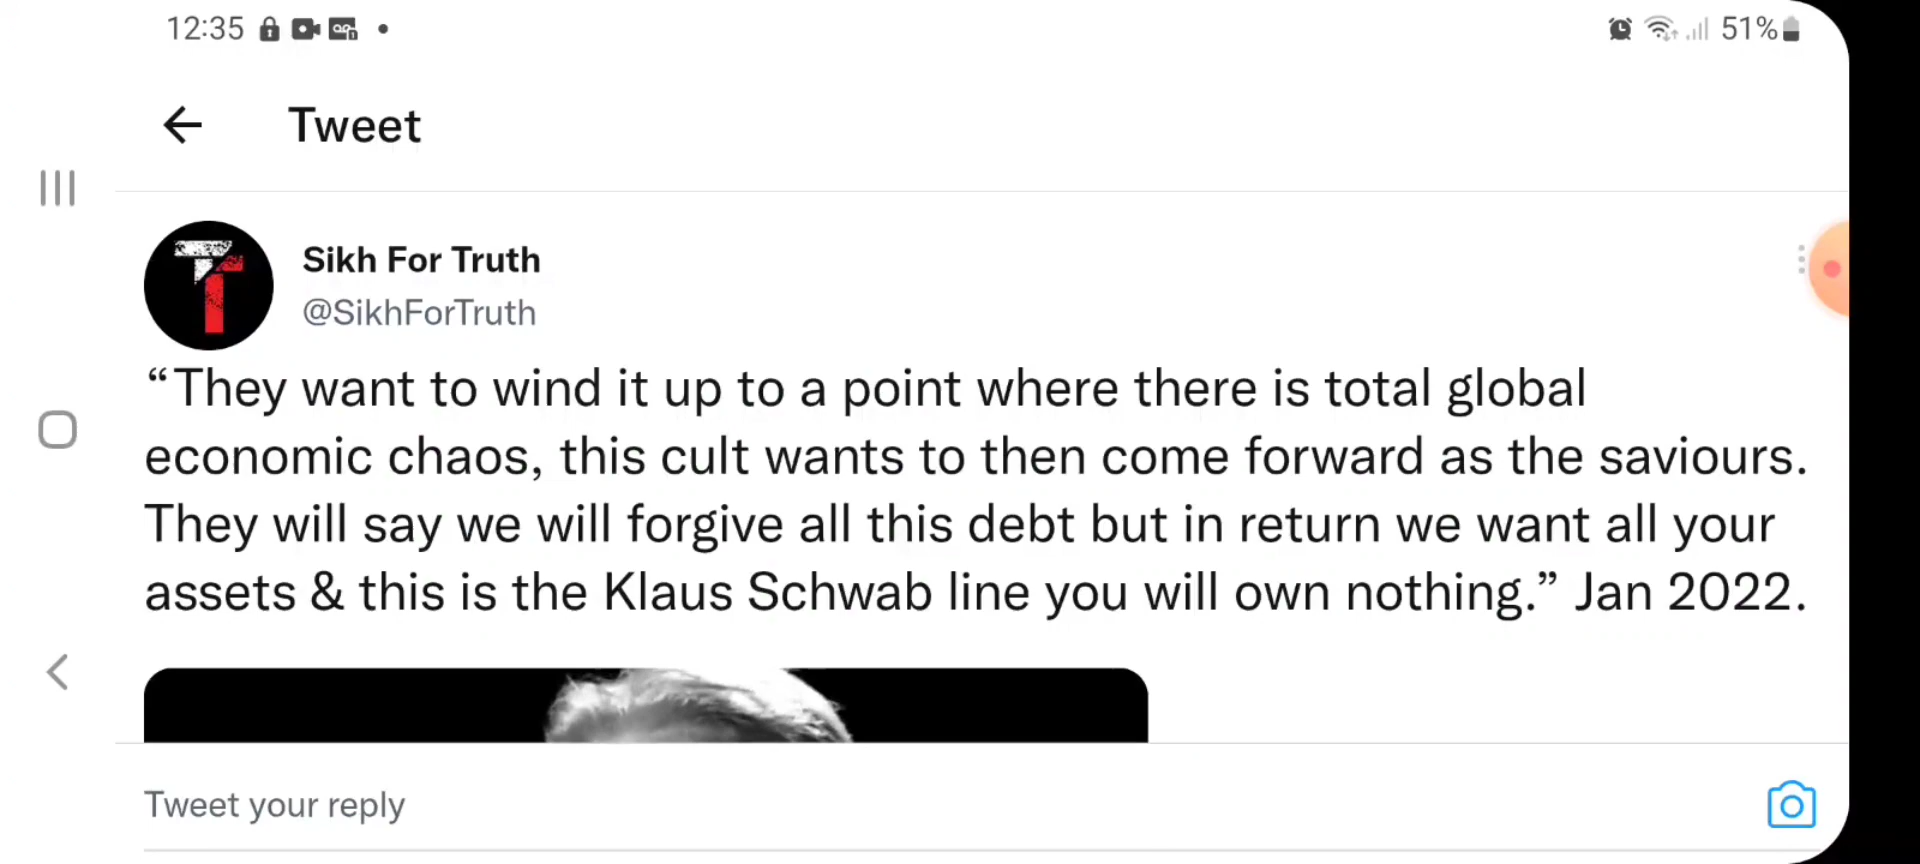 12:35
51%
Tweet
Sikh For Truth
@SikhForTruth
“They want to wind it up to a point where there is total global
economic chaos, this cult wants to then come forward as the saviours.
They will say we will forgive all this debt but in return we want all your
assets & this is the Klaus Schwab line you will own nothing.” Jan 2022.
Tweet your reply